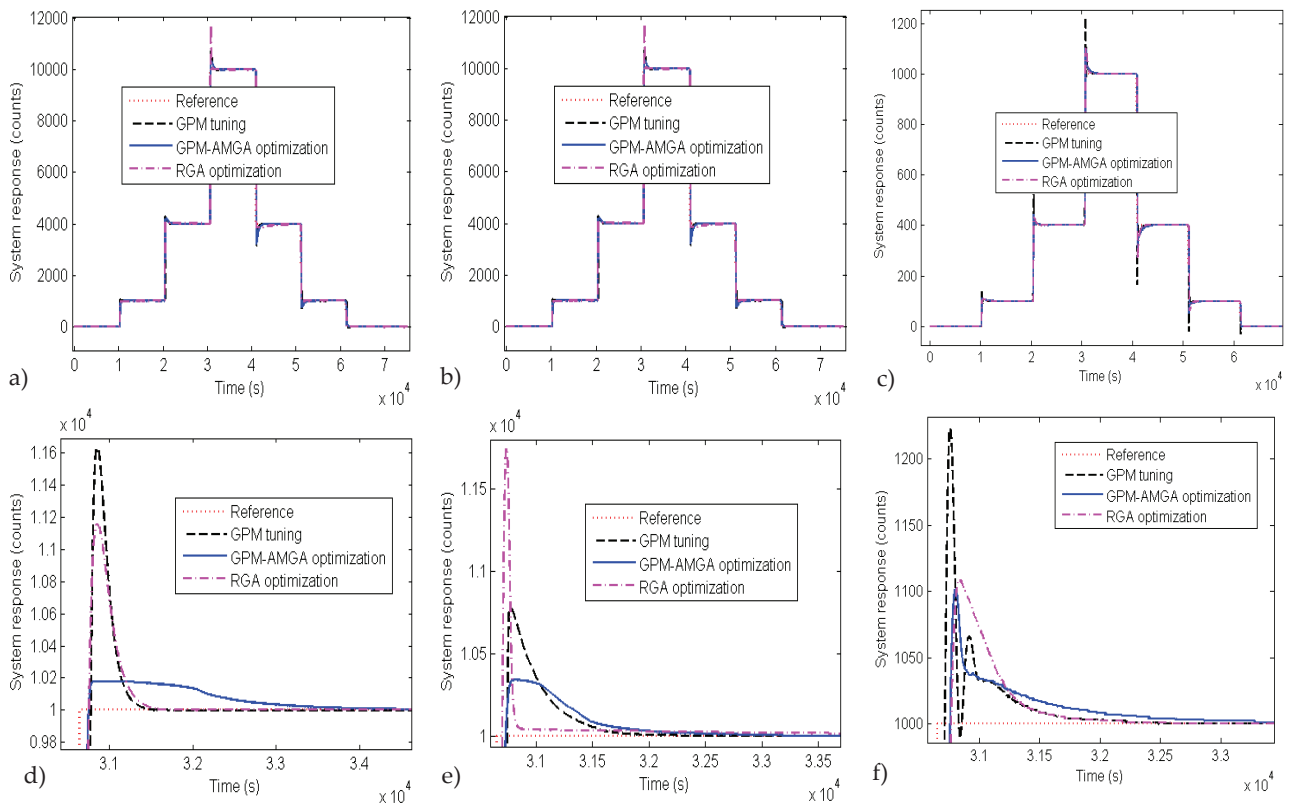 12000
10000
8000
6000
4000
2000
0
System response (counts)
Reference
GPM tuning
GPM-AMGA optimization
RGA optimization
0 1 2 3 4 5 6 7
Time (s)
x 10^4
a)
12000
10000
8000
6000
4000
2000
0
System response (counts)
Reference
GPM tuning
GPM-AMGA optimization
RGA optimization
0 1 2 3 4 5 6 7
Time (s)
x 10^4
b)
1200
1000
800
600
400
200
0
System response (counts)
Reference
GPM tuning
GPM-AMGA optimization
RGA optimization
0 1 2 3 4 5 6
Time (s)
x 10^4
c)
x 10^4
1.16
1.14
1.12
1.1
1.08
1.06
1.04
1.02
1
0.98
System response (counts)
Reference
GPM tuning
GPM-AMGA optimization
RGA optimization
3.1 3.2 3.3 3.4
Time (s)
x 10^4
d)
x 10^4
1.15
1.1
1.05
1
System response (counts)
Reference
GPM tuning
GPM-AMGA optimization
RGA optimization
3.1 3.15 3.2 3.25 3.3 3.35
Time (s)
x 10^4
e)
1200
1150
1100
1050
1000
System response (counts)
Reference
GPM tuning
GPM-AMGA optimization
RGA optimization
3.1 3.15 3.2 3.25 3.3
Time (s)
x 10^4
f)